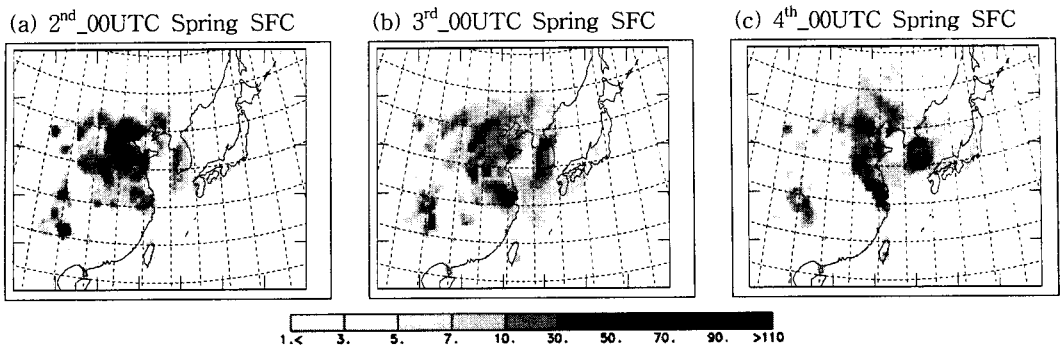 (a) 2nd_00UTC Spring SFC
(b) 3rd_00UTC Spring SFC
(c) 4th_00UTC Spring SFC
1.< 3. 5. 7. 10. 30. 50. 70. 90. >110